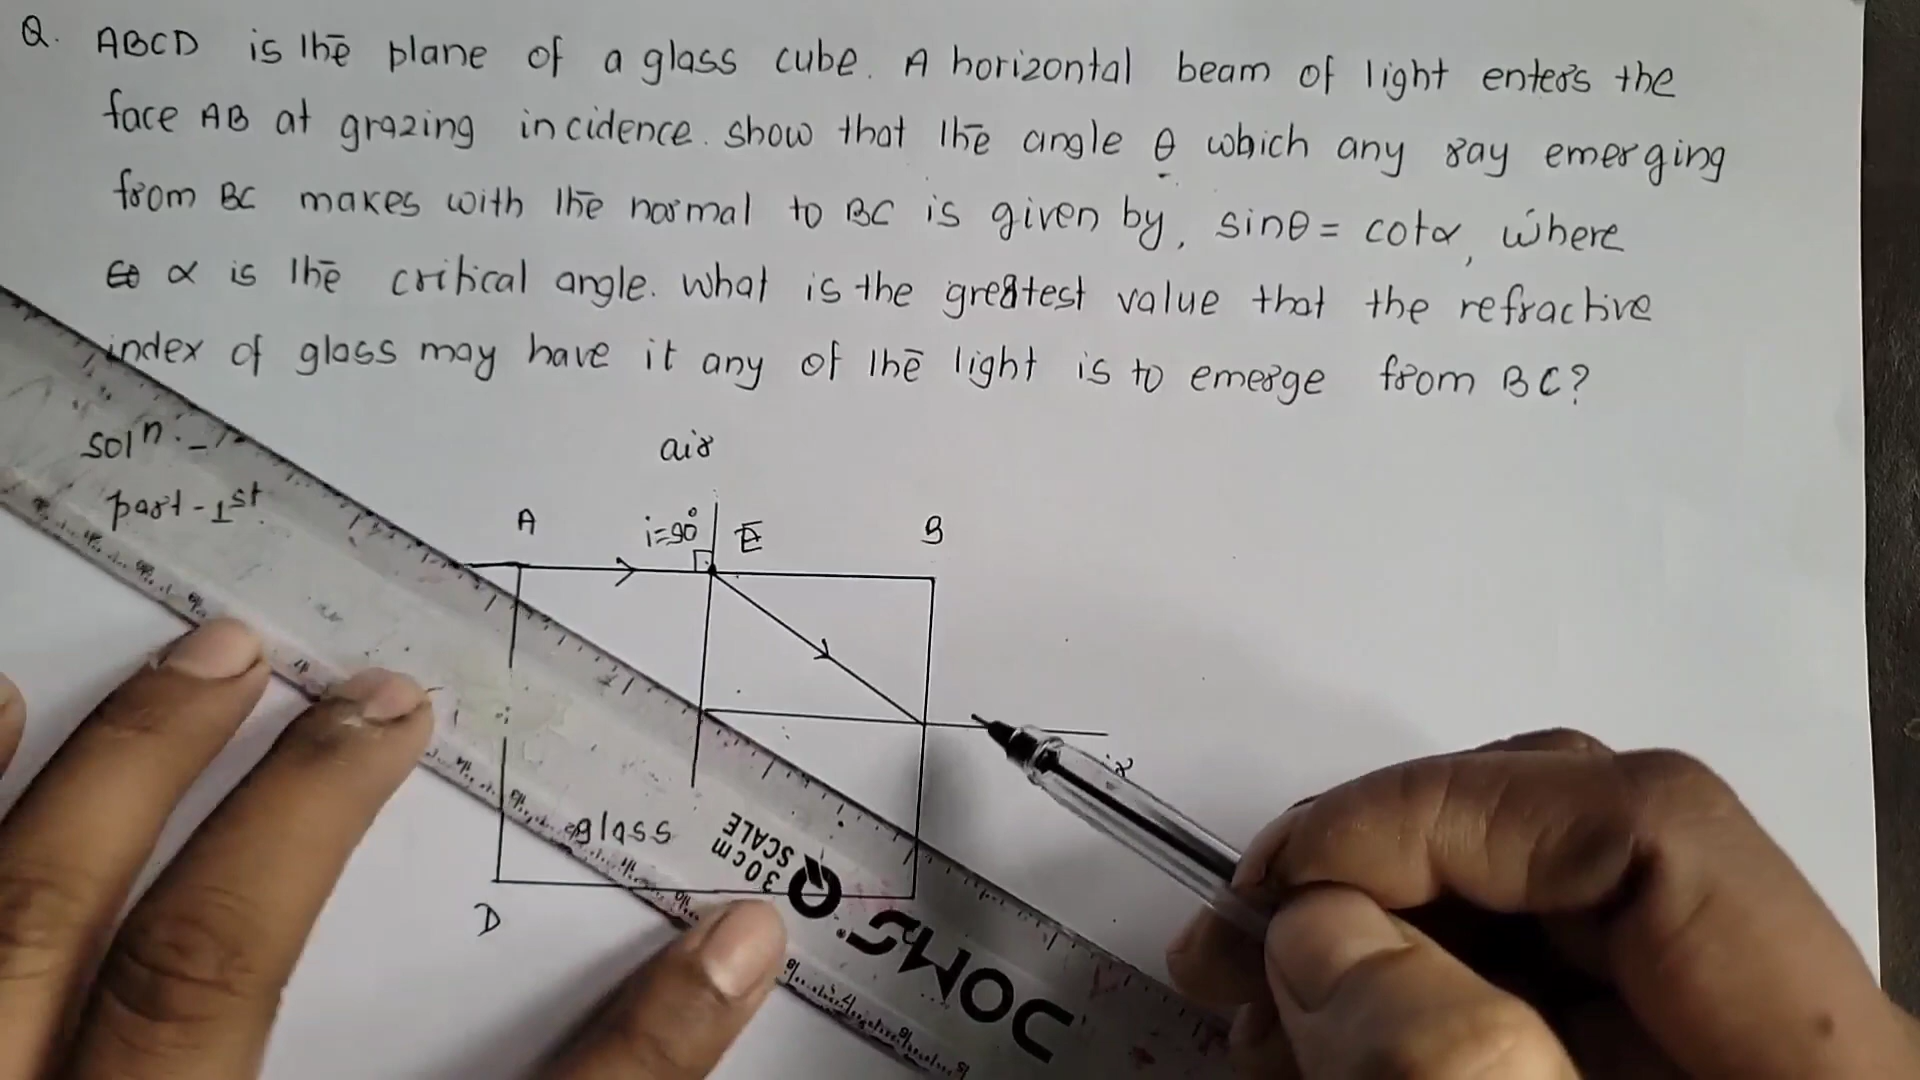 Q. ABCD is the plane of a glass cube. A horizontal beam of light enters the
face AB at grazing incidence. show that the angle θ which any ray emerging
from BC makes with the normal to BC is given by, sinθ = cotα, where
α is the critical angle. what is the greatest value that the refractive
index of glass may have it any of the light is to emerge from BC?
soln. -
part-1st
air
A
i=90°
E
B
glass
D
30cm
SCALE
DOMS